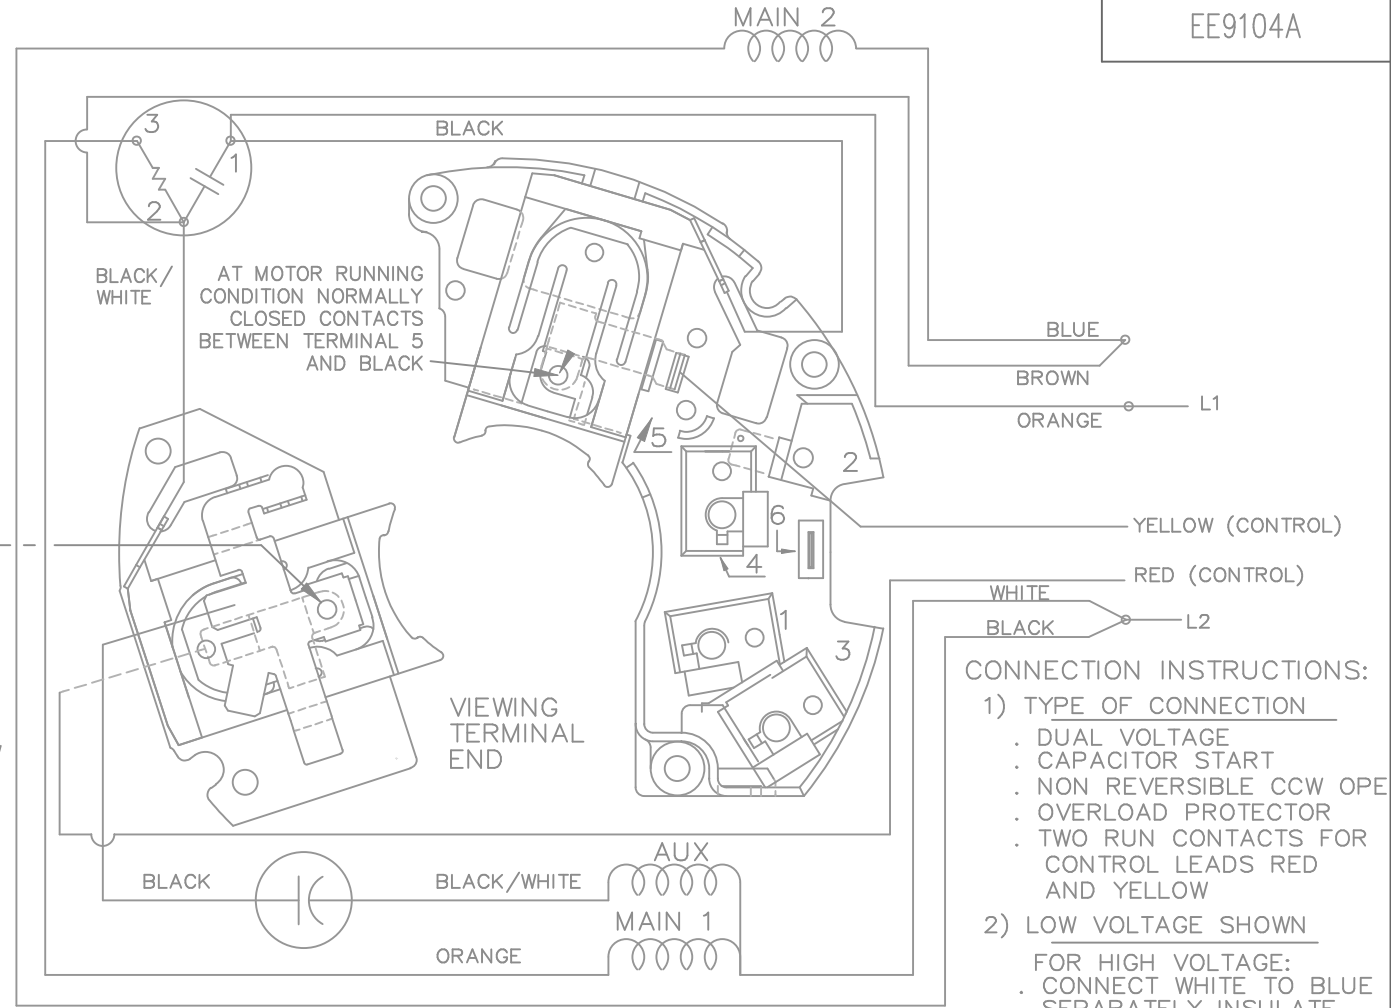 MAIN 2
EE9104A
3
BLACK
1
2
BLACK/
WHITE
AT MOTOR RUNNING
CONDITION NORMALLY
CLOSED CONTACTS
BETWEEN TERMINAL 5
AND BLACK
BLUE
BROWN
ORANGE
L1
5
2
6
4
YELLOW (CONTROL)
RED (CONTROL)
WHITE
BLACK
L2
1
3
VIEWING
TERMINAL
END
CONNECTION INSTRUCTIONS:
1) TYPE OF CONNECTION
. DUAL VOLTAGE
. CAPACITOR START
. NON REVERSIBLE CCW OPE
. OVERLOAD PROTECTOR
. TWO RUN CONTACTS FOR
CONTROL LEADS RED
AND YELLOW
2) LOW VOLTAGE SHOWN
FOR HIGH VOLTAGE:
. CONNECT WHITE TO BLUE
SEPARATELY INSULATE
BLACK
BLACK/WHITE
AUX
MAIN 1
ORANGE